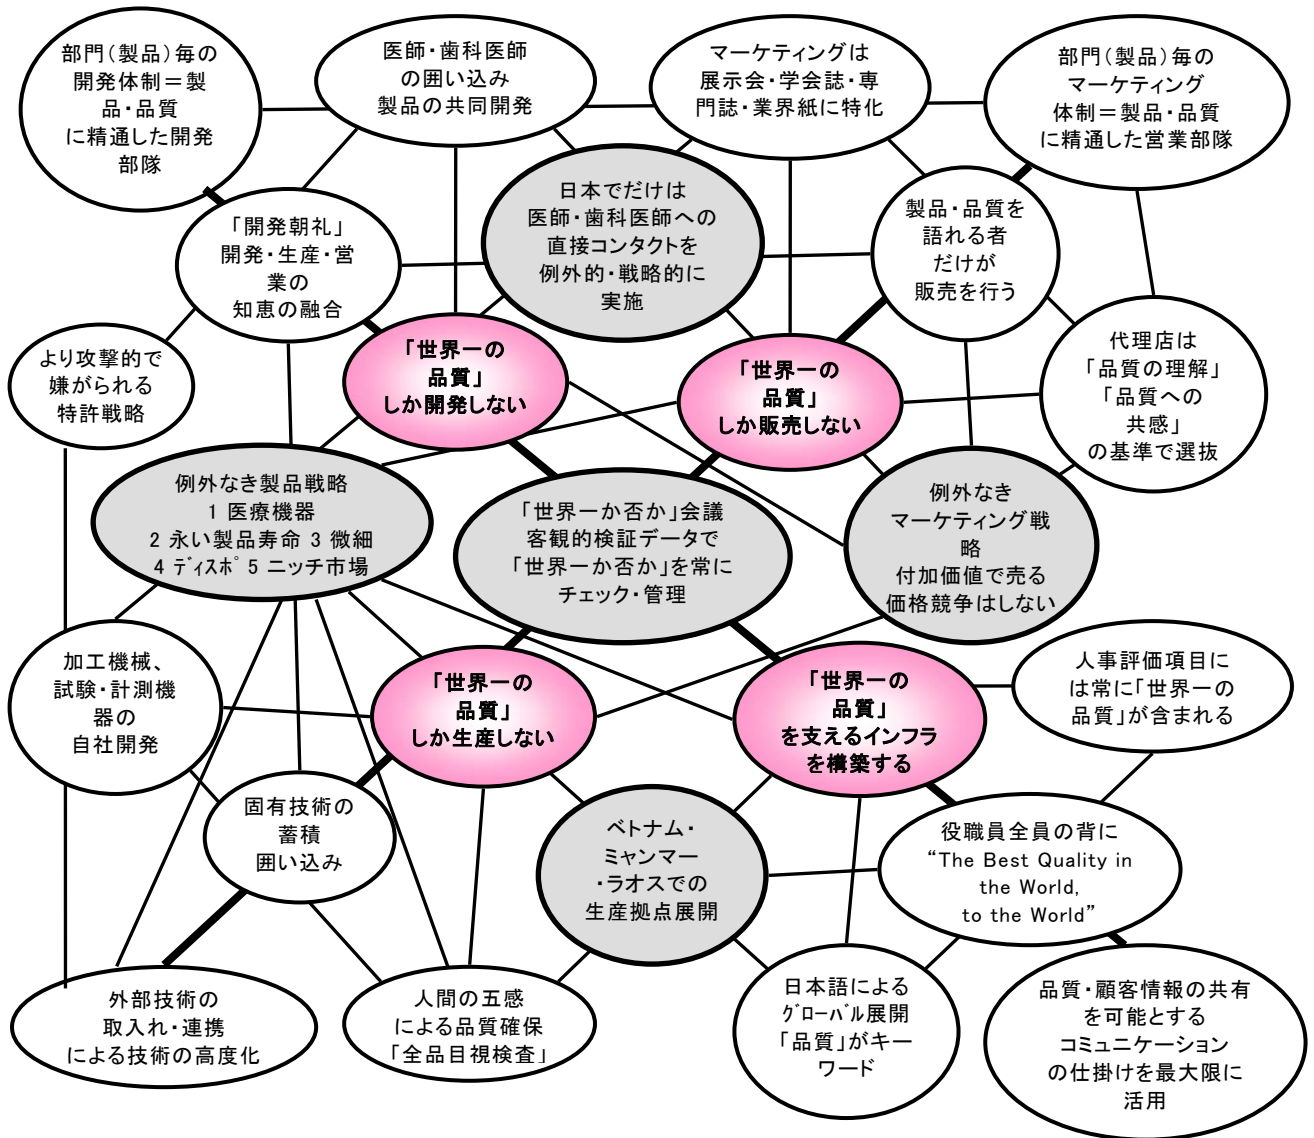 部門(製品)毎の
開発体制＝製
品・品質
に精通した開発
部隊
医師・歯科医師
の囲い込み
製品の共同開発
マーケティングは
展示会・学会誌・専
門誌・業界紙に特化
部門(製品)毎の
マーケティング
体制＝製品・品質
に精通した営業部隊
「開発朝礼」
開発・生産・営
業の
知恵の融合
日本でだけは
医師・歯科医師への
直接コンタクトを
例外的・戦略的に
実施
製品・品質を
語れる者
だけが
販売を行う
より攻撃的で
嫌がられる
特許戦略
「世界一の
品質」
しか開発しない
「世界一の
品質」
しか販売しない
代理店は
「品質の理解」
「品質への
共感」
の基準で選抜
例外なき製品戦略
1 医療機器
2 永い製品寿命 3 微細
4 ディスポ 5 ニッチ市場
「世界一か否か」会議
客観的検証データで
「世界一か否か」を常に
チェック・管理
例外なき
マーケティング戦
略
付加価値で売る
価格競争はしない
加工機械、
試験・計測機
器の
自社開発
「世界一の
品質」
しか生産しない
「世界一の
品質」
を支えるインフラ
を構築する
人事評価項目に
は常に「世界一の
品質」が含まれる
固有技術の
蓄積
囲い込み
ベトナム・
ミャンマー
・ラオスでの
生産拠点展開
役職員全員の背に
“The Best Quality in
the World,
to the World”
外部技術の
取入れ・連携
による技術の高度化
人間の五感
による品質確保
「全品目視検査」
日本語による
グローバル展開
「品質」がキー
ワード
品質・顧客情報の共有
を可能とする
コミュニケーション
の仕掛けを最大限に
活用